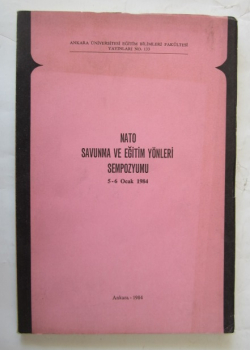 ANKARA ÜNİVERSİTESİ EĞİTİM BİLİMLERİ FAKÜLTESİ
YAYINLARI NO: 133
NATO
SAVUNMA VE EĞİTİM YÖNLERİ
SEMPOZYUMU
5-6 Ocak 1984
Ankara - 1984